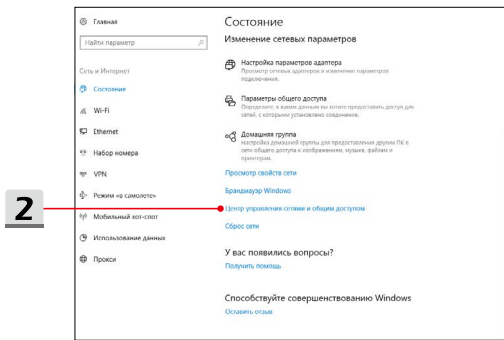 Главная
Найти параметр
Сеть и Интернет
Состояние
Wi-Fi
Ethernet
Набор номера
VPN
Режим «в самолете»
Мобильный хот-спот
Использование данных
Прокси
2
Состояние
Изменение сетевых параметров
Настройка параметров адаптера
Просмотр сетевых адаптеров и изменение параметров
подключения.
Параметры общего доступа
Определите, к каким данным вы хотите предоставить доступ для
сетей, с которыми установлено соединение.
Домашняя группа
Настройка домашней группы для предоставления другим ПК в
сети общего доступа к изображениям, музыке, файлам и
принтерам.
Просмотр свойств сети
Брандмауэр Windows
Центр управления сетями и общим доступом
Сброс сети
У вас появились вопросы?
Получить помощь
Способствуйте совершенствованию Windows
Оставить отзыв